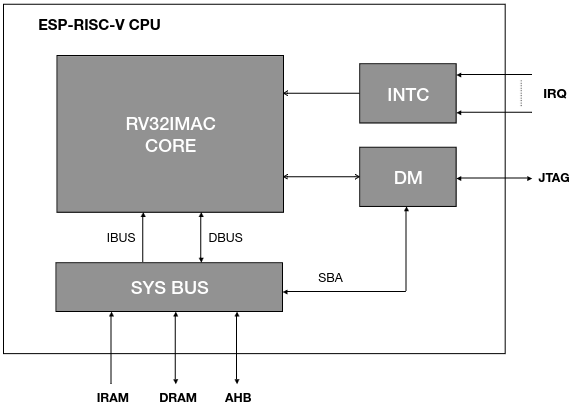 ESP-RISC-V CPU
RV32IMAC
CORE
INTC
IRQ
DM
JTAG
IBUS
DBUS
SBA
SYS BUS
IRAM
DRAM
AHB